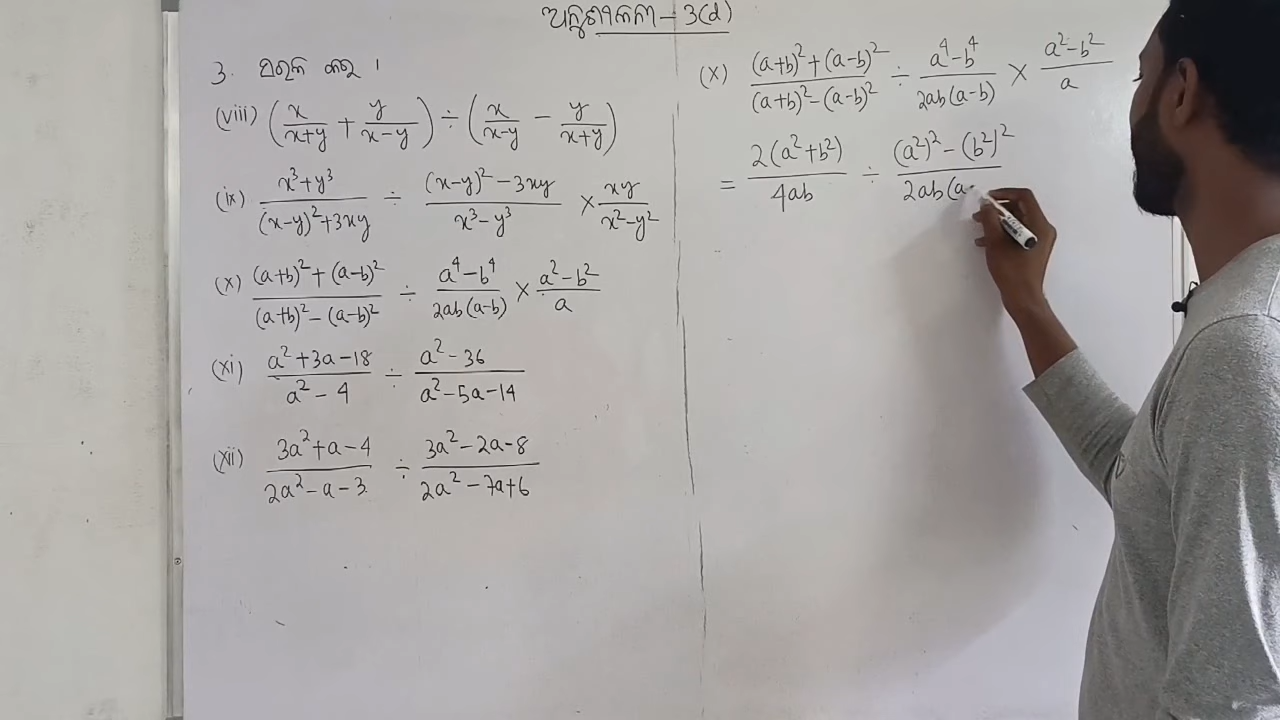 ଅନୁଶୀଳନୀ – 3(d)
3. ସରଳ କର ।
(viii) (x/(x+y) + y/(x-y)) ÷ (x/(x-y) - y/(x+y))
(ix) (x³+y³)/((x-y)²+3xy) ÷ ((x-y)²-3xy)/(x³-y³) × xy/(x²-y²)
(x) ((a+b)²+(a-b)²)/((a+b)²-(a-b)²) ÷ (a⁴-b⁴)/(2ab(a-b)) × (a²-b²)/a
(xi) (a²+3a-18)/(a²-4) ÷ (a²-36)/(a²-5a-14)
(xii) (3a²+a-4)/(2a²-a-3) ÷ (3a²-2a-8)/(2a²-7a+6)
(x) ((a+b)²+(a-b)²)/((a+b)²-(a-b)²) ÷ (a⁴-b⁴)/(2ab(a-b)) × (a²-b²)/a
= 2(a²+b²)/4ab ÷ ((a²)²-(b²)²)/(2ab(a-